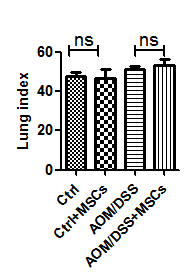 ns ns
60
40
20
0
Lung index
Ctrl
Ctrl+MSCs
AOM/DSS
AOM/DSS+MSCs